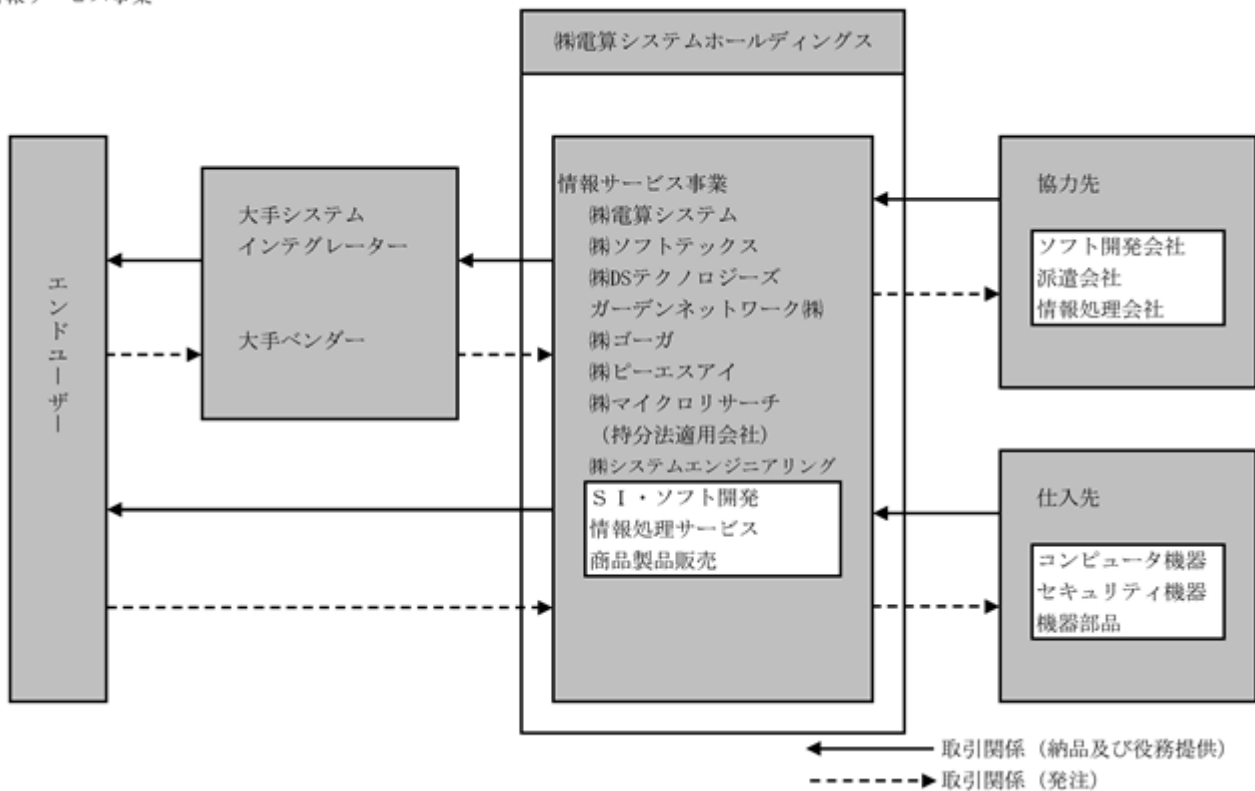 報サービス事業
㈱電算システムホールディングス
エンドユーザー
大手システム
インテグレーター
大手ベンダー
情報サービス事業
㈱電算システム
㈱ソフトテックス
㈱DSテクノロジーズ
ガーデンネットワーク㈱
㈱ゴーガ
㈱ピーエスアイ
㈱マイクロリサーチ
（持分法適用会社）
㈱システムエンジニアリング
ＳＩ・ソフト開発
情報処理サービス
商品製品販売
協力先
ソフト開発会社
派遣会社
情報処理会社
仕入先
コンピュータ機器
セキュリティ機器
機器部品
取引関係（納品及び役務提供）
取引関係（発注）